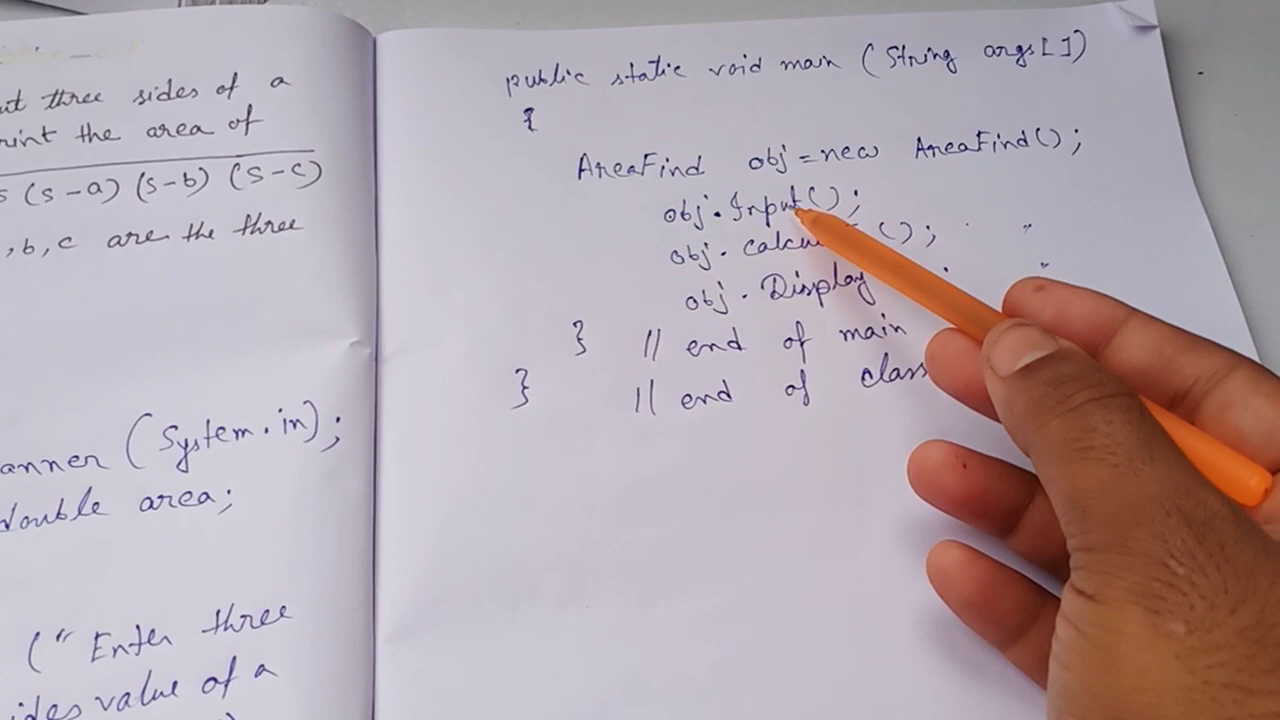 ut three sides of a
rint the area of
s (s-a) (s-b) (s-c)
, b, c are the three
anner (System.in);
double area;
(" Enter three
ides value of a
public static void main (String args[])
{
AreaFind obj = new AreaFind();
obj. Input();
obj. ();
obj. Display
} // end of main
} // end of class